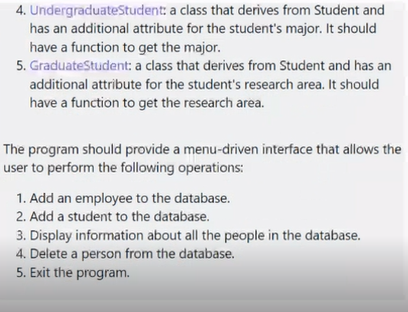 4. UndergraduateStudent: a class that derives from Student and
has an additional attribute for the student's major. It should
have a function to get the major.
5. GraduateStudent: a class that derives from Student and has an
additional attribute for the student's research area. It should
have a function to get the research area.
The program should provide a menu-driven interface that allows the
user to perform the following operations:
1. Add an employee to the database.
2. Add a student to the database.
3. Display information about all the people in the database.
4. Delete a person from the database.
5. Exit the program.